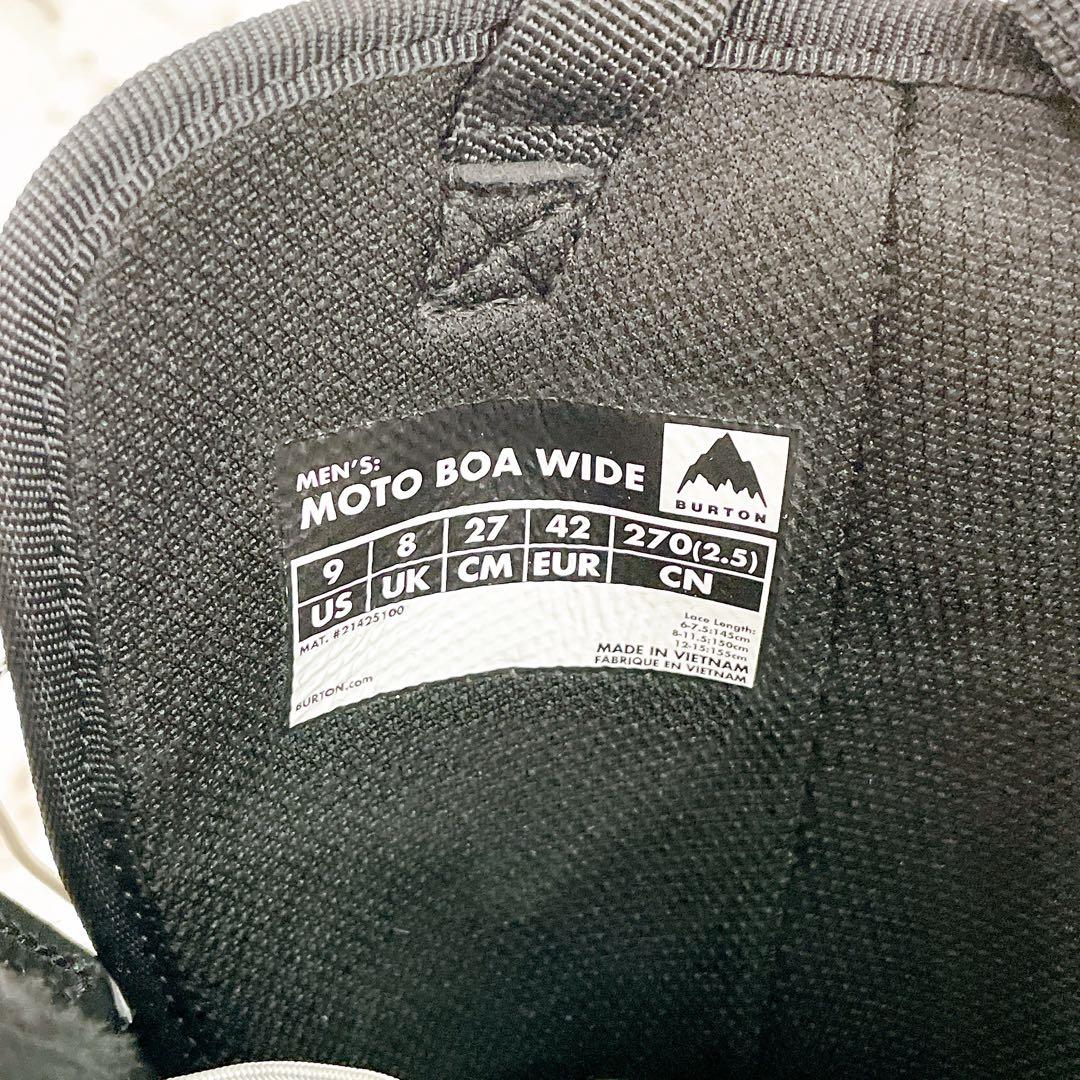 MEN'S:
MOTO BOA WIDE
BURTON
9 8 27 42 270(2.5)
US UK CM EUR CN
MAT. #21425100
Lace Length:
6-7.5:145cm
8-11.5:150cm
12-15:155cm
MADE IN VIETNAM
FABRIQUE EN VIETNAM
BURTON.com